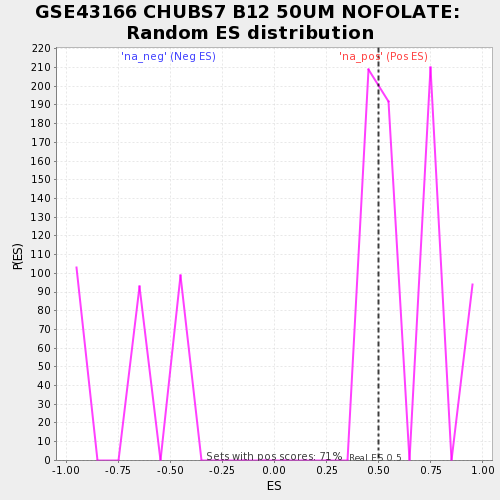 GSE43166 CHUBS7 B12 50UM NOFOLATE:
Random ES distribution
'na_neg' (Neg ES)
'na_pos' (Pos ES)
220
210
200
190
180
170
160
150
140
130
120
110
100
90
80
70
60
50
40
30
20
10
0
P(ES)
Sets with pos scores: 71%
Real ES 0.5
-1.00 -0.75 -0.50 -0.25 0.00 0.25 0.50 0.75 1.00
ES